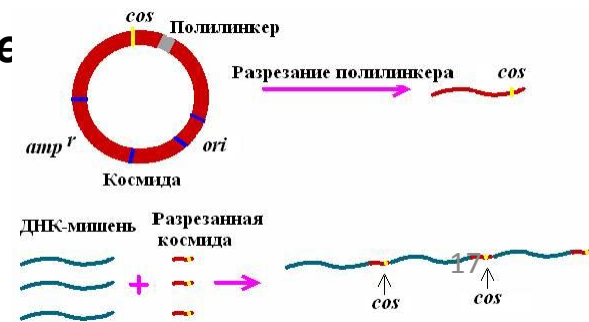 е
cos
Полилинкер
Разрезание полилинкера
cos
amp r
ori
Космида
ДНК-мишень
Разрезанная
космида
+
17
cos
cos